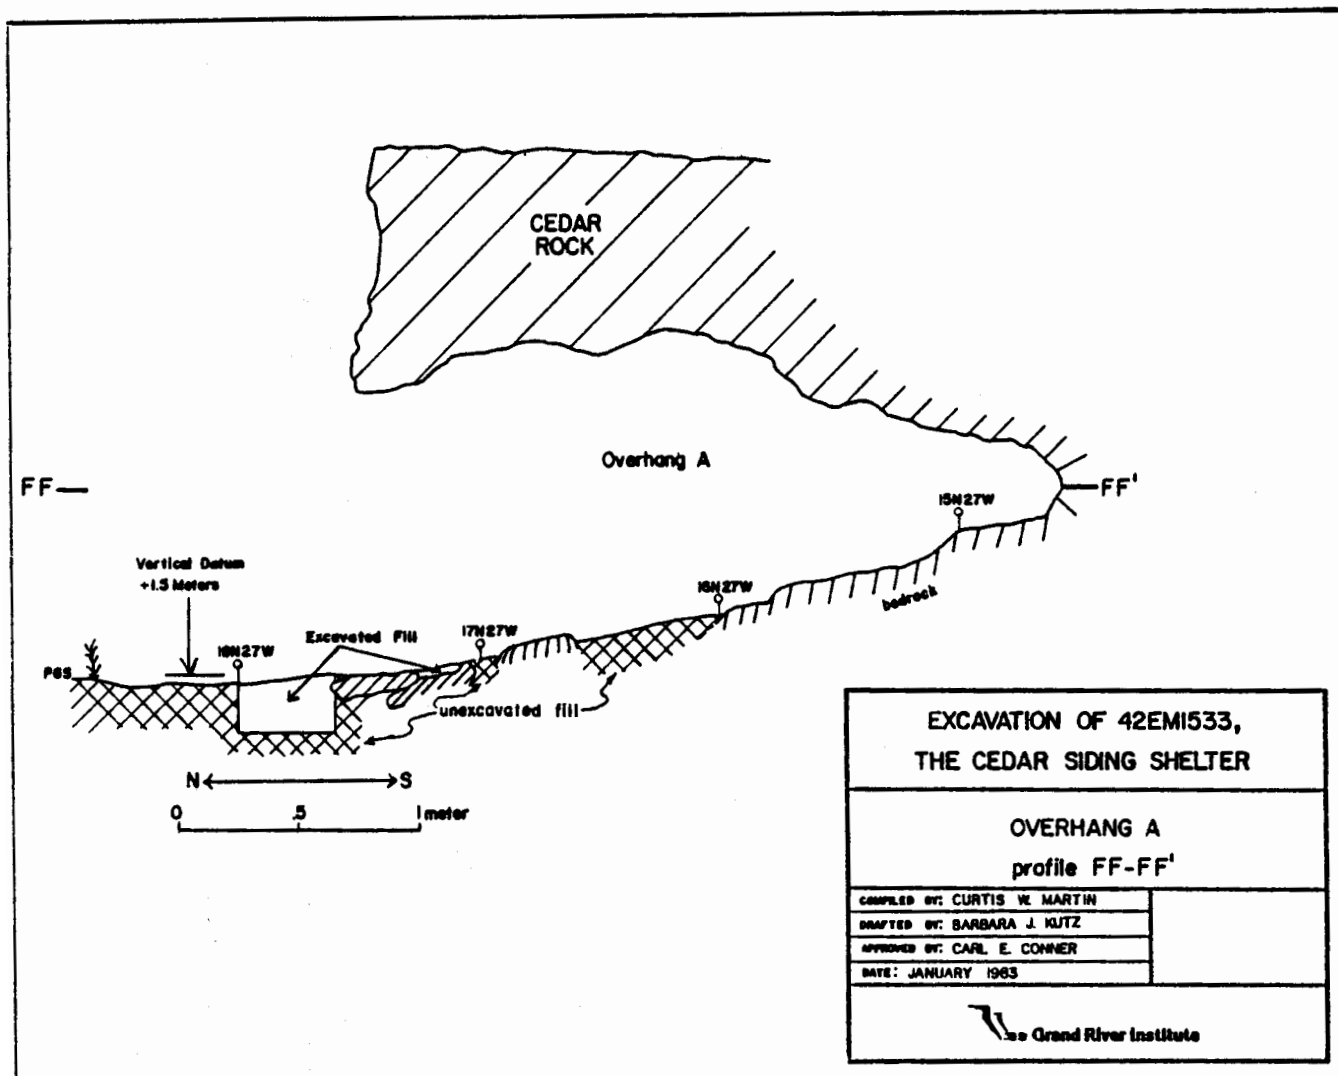 CEDAR
ROCK
Overhang A
FF
FF'
15N27W
Vertical Datum
+1.5 Meters
16N27W
bedrock
17N27W
Excavated Fill
18N27W
PGS
unexcavated fill
N S
0 .5 1 meter
EXCAVATION OF 42EM1533,
THE CEDAR SIDING SHELTER
OVERHANG A
profile FF-FF'
COMPILED BY: CURTIS W. MARTIN
DRAFTED BY: BARBARA J. KUTZ
APPROVED BY: CARL E. CONNER
DATE: JANUARY 1983
Grand River Institute